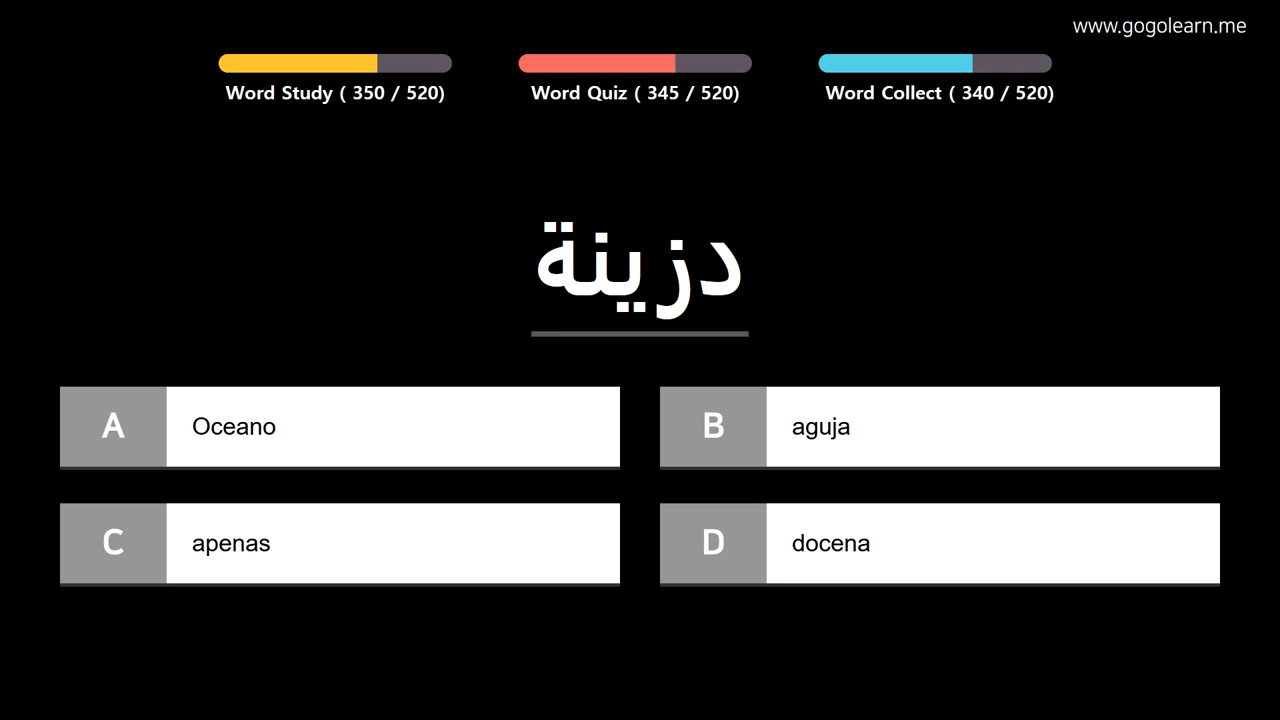 www.gogolearn.me
Word Study ( 350 / 520)
Word Quiz ( 345 / 520)
Word Collect ( 340 / 520)
دزينة
A Oceano
B aguja
C apenas
D docena